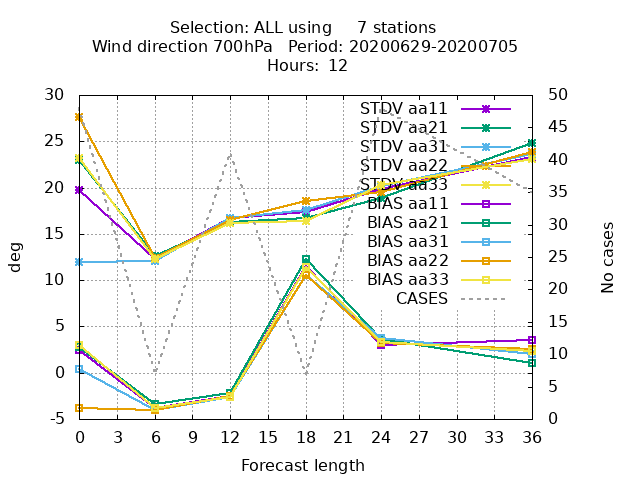 Selection: ALL using 7 stations
Wind direction 700hPa Period: 20200629-20200705
Hours: 12
30
25
20
15
10
5
0
-5
deg
50
45
40
35
30
25
20
15
10
5
0
No cases
STDV aa11
STDV aa21
STDV aa31
STDV aa22
STDV aa33
BIAS aa11
BIAS aa21
BIAS aa31
BIAS aa22
BIAS aa33
CASES
0 3 6 9 12 15 18 21 24 27 30 33 36
Forecast length